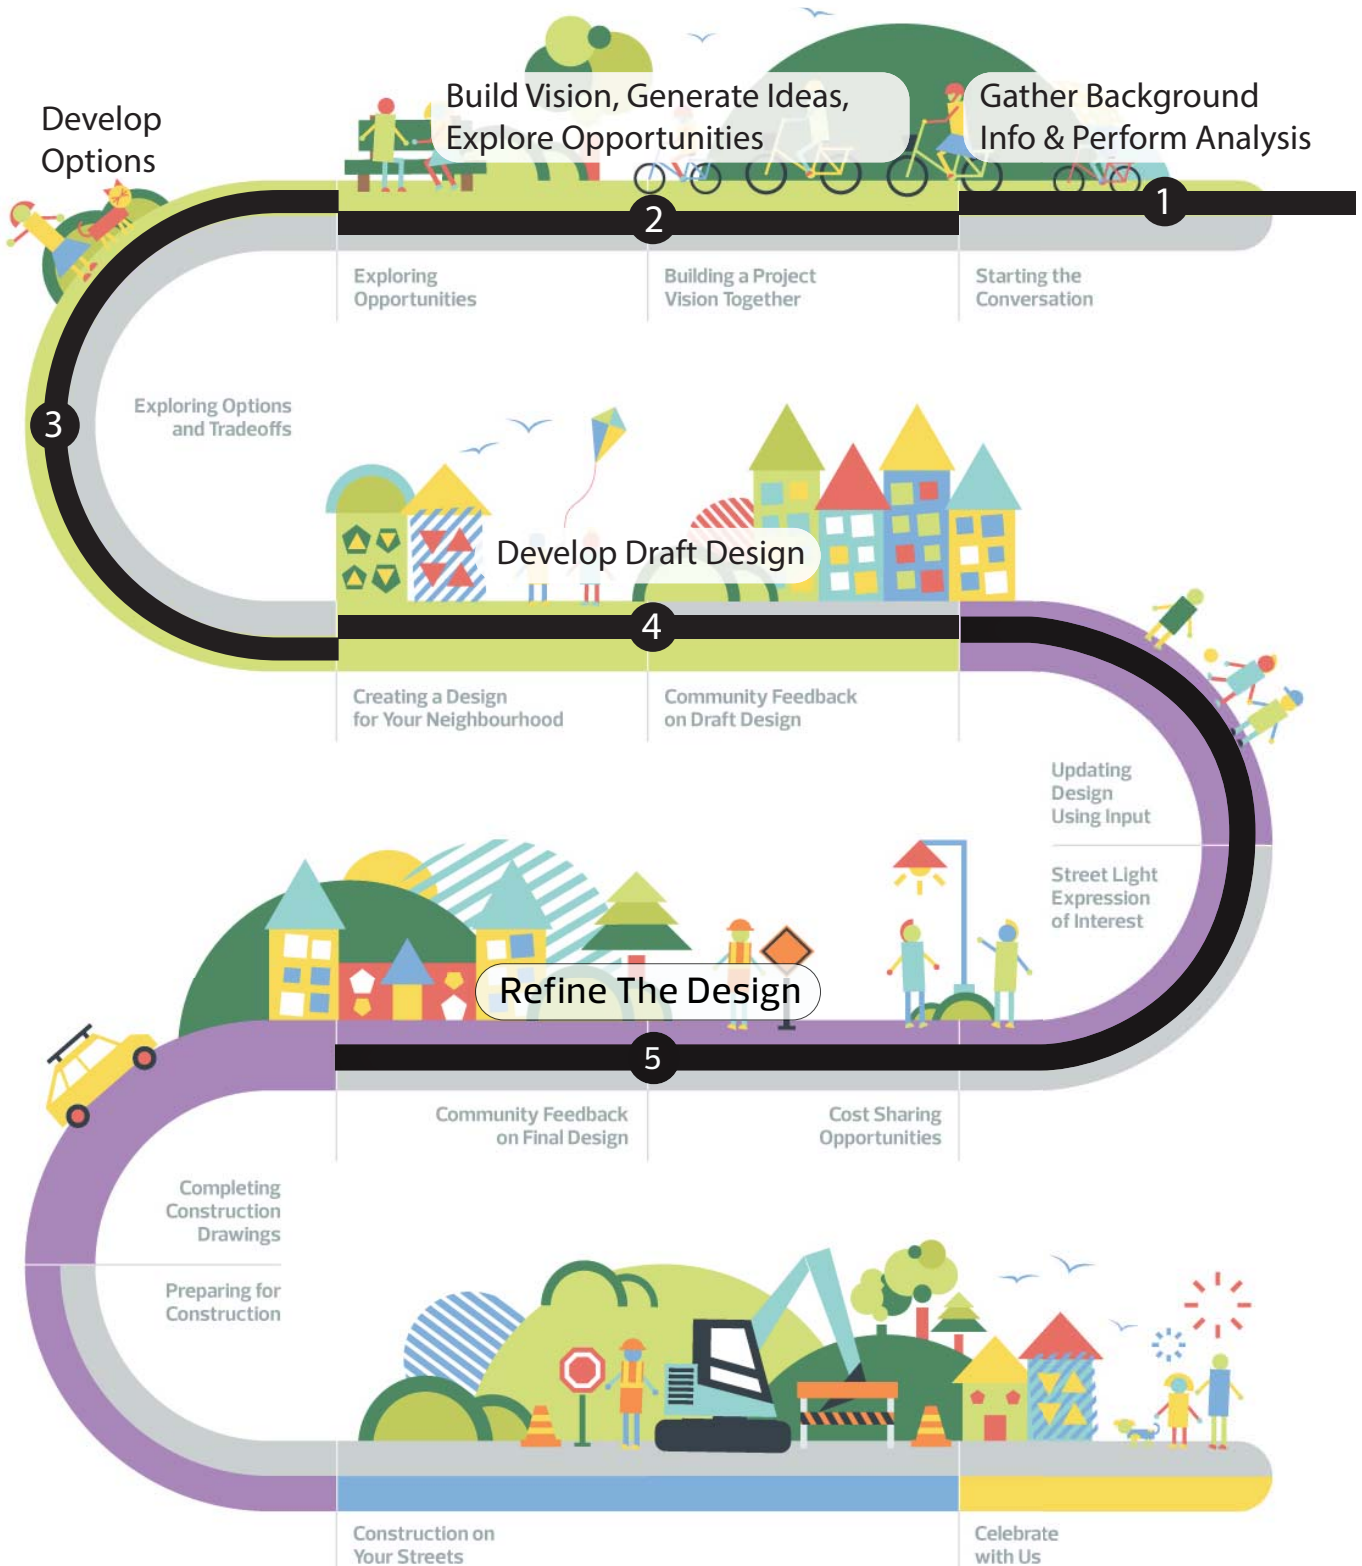 Build Vision, Generate Ideas,
Explore Opportunities
Gather Background
Info & Perform Analysis
Develop
Options
1
2
Exploring
Opportunities
Building a Project
Vision Together
Starting the
Conversation
3
Exploring Options
and Tradeoffs
Develop Draft Design
4
Creating a Design
for Your Neighbourhood
Community Feedback
on Draft Design
Updating
Design
Using Input
Street Light
Expression
of Interest
Refine The Design
5
Community Feedback
on Final Design
Cost Sharing
Opportunities
Completing
Construction
Drawings
Preparing for
Construction
Construction on
Your Streets
Celebrate
with Us